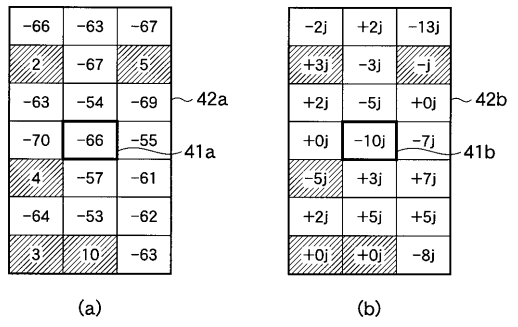 −66 −63 −67 −2j +2j −13j
2 −67 5 +3j −3j −j
−63 −54 −69 42a +2j −5j +0j 42b
−70 −66 −55 41a +0j −10j −7j 41b
4 −57 −61 −5j +3j +7j
−64 −53 −62 +2j +5j +5j
3 10 −63 +0j +0j −8j
(a) (b)